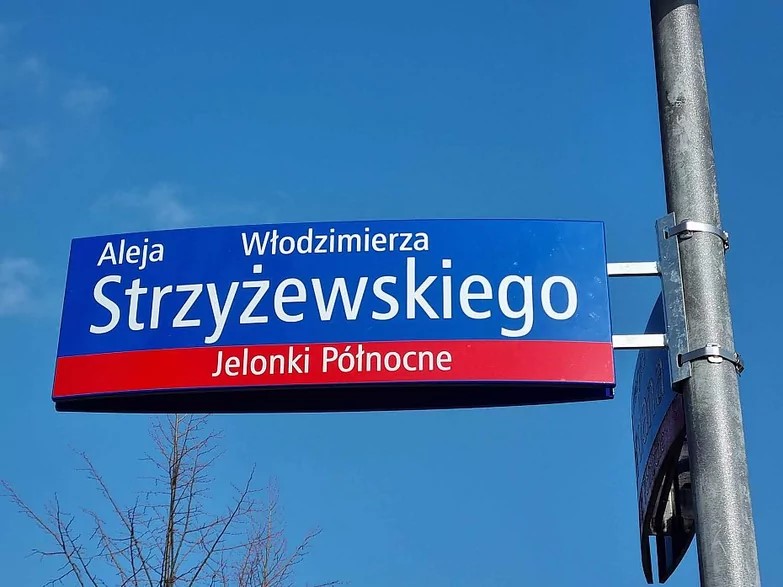 Aleja Włodzimierza
Strzyżewskiego
Jelonki Północne